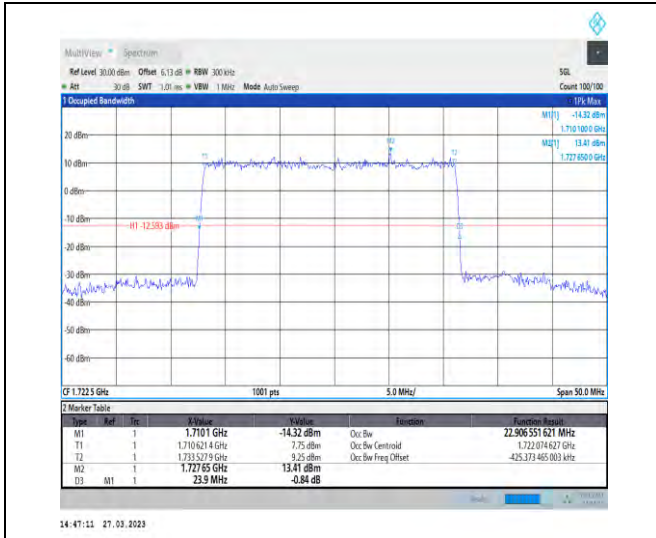 MultiView Spectrum
Ref Level 30.00 dBm Offset 6.13 dB RBW 300 kHz SGL
Att 30 dB SWT 1.01 ms VBW 1 MHz Mode Auto Sweep Count 100/100
1 Occupied Bandwidth 1Pk Max
M1[1] -14.32 dBm
1.710 100 0 GHz
M2[1] 13.41 dBm
1.727 650 0 GHz
20 dBm
M2
T1 T2
10 dBm
0 dBm
-10 dBm
M1
H1 -12.593 dBm
D3
-20 dBm
-30 dBm
-40 dBm
-50 dBm
-60 dBm
CF 1.722 5 GHz 1001 pts 5.0 MHz/ Span 50.0 MHz
2 Marker Table
Type Ref Trc X-Value Y-Value Function Function Result
M1 1 1.7101 GHz -14.32 dBm Occ Bw 22.906 551 621 MHz
T1 1 1.710 621 4 GHz 7.75 dBm Occ Bw Centroid 1.722 074 627 GHz
T2 1 1.733 527 9 GHz 9.25 dBm Occ Bw Freq Offset -425.373 465 003 kHz
M2 1 1.727 65 GHz 13.41 dBm
D3 M1 1 23.9 MHz -0.84 dB
14:47:11 27.03.2023